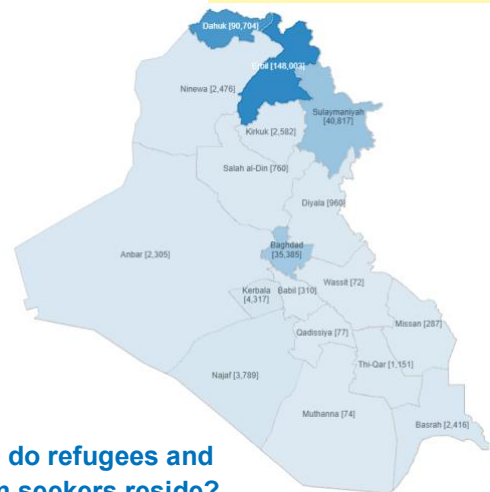 Dahuk [90,704]
Erbil [148,003]
Ninewa [2,476]
Sulaymaniyah
[40,817]
Kirkuk [2,582]
Salah al-Din [760]
Diyala [960]
Anbar [2,305]
Baghdad
[35,385]
Wassit [72]
Kerbala
[4,317]
Babil [310]
Missan [287]
Qadissiya [77]
Thi-Qar [1,151]
Najaf [3,789]
Muthanna [74]
Basrah [2,416]
do refugees and
seekers reside?